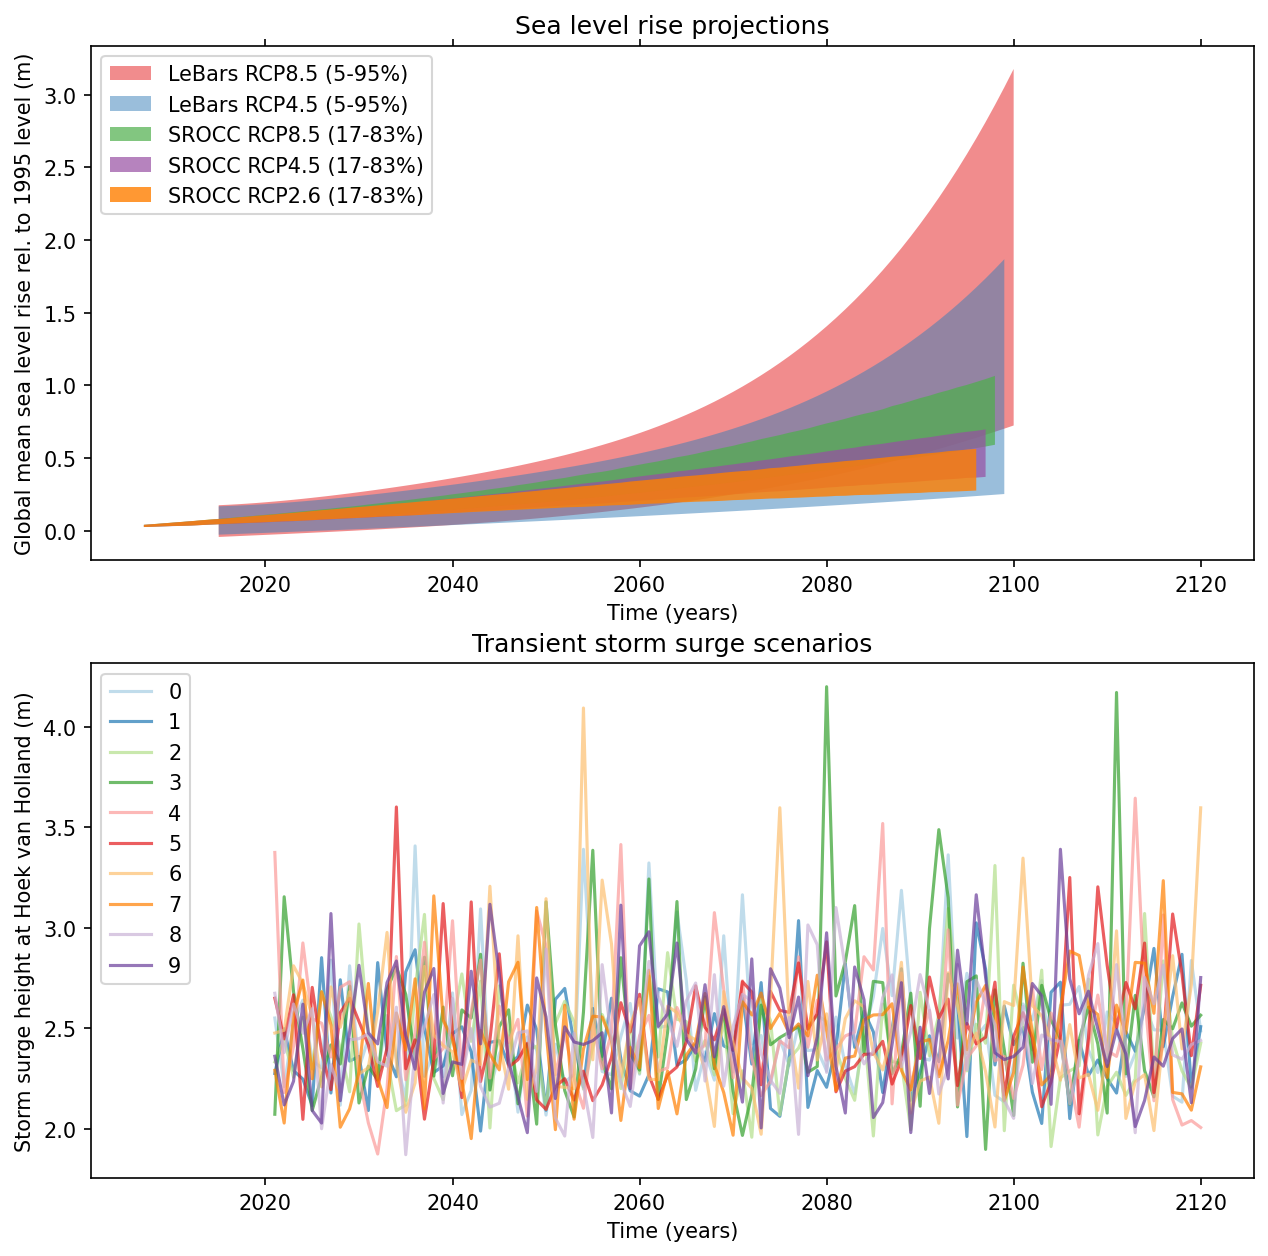 Sea level rise projections
Global mean sea level rise rel. to 1995 level (m)
LeBars RCP8.5 (5-95%)
LeBars RCP4.5 (5-95%)
SROCC RCP8.5 (17-83%)
SROCC RCP4.5 (17-83%)
SROCC RCP2.6 (17-83%)
3.0
2.5
2.0
1.5
1.0
0.5
0.0
2020 2040 2060 2080 2100 2120
Time (years)
Transient storm surge scenarios
Storm surge height at Hoek van Holland (m)
0
1
2
3
4
5
6
7
8
9
4.0
3.5
3.0
2.5
2.0
2020 2040 2060 2080 2100 2120
Time (years)